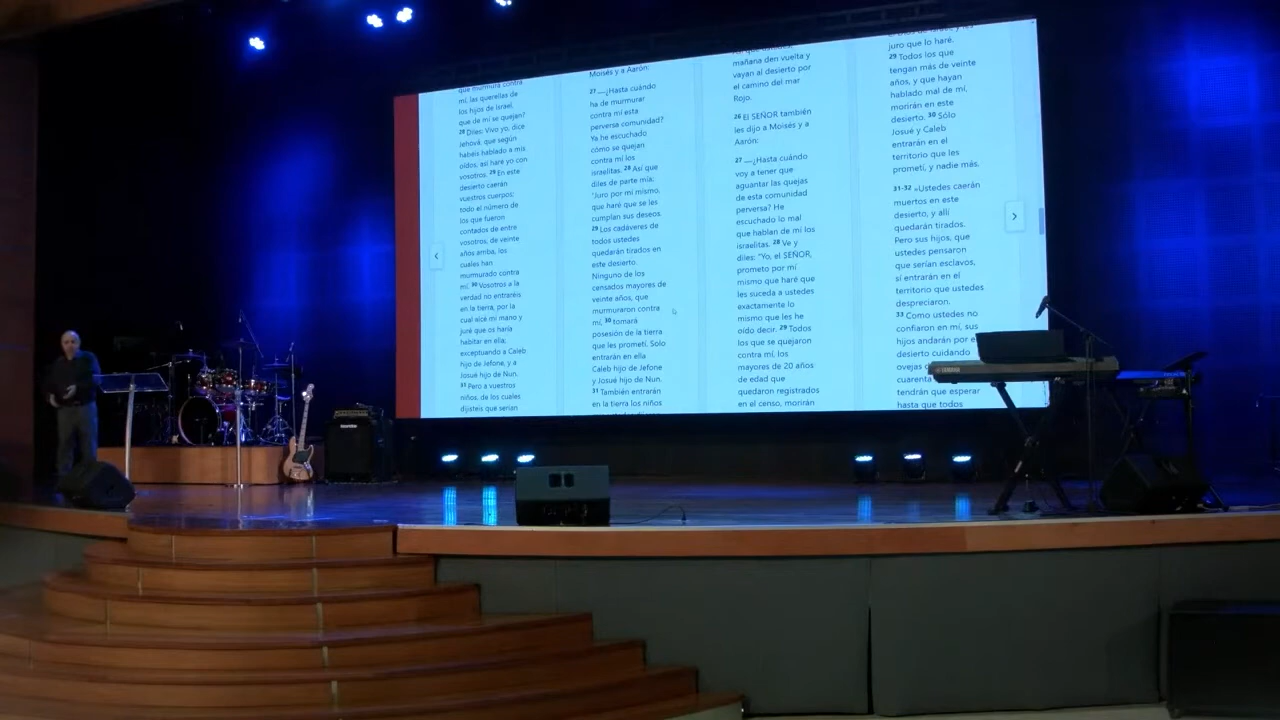 que murmura contra
mí, las querellas de
los hijos de Israel,
que de mí se quejan?
28 Diles: Vivo yo, dice
Jehová, que según
habéis hablado a mis
oídos, así haré yo con
vosotros. 29 En este
desierto caerán
vuestros cuerpos;
todo el número de
los que fueron
contados de entre
vosotros, de veinte
años arriba, los
cuales han
murmurado contra
mí. 30 Vosotros a la
verdad no entraréis
en la tierra, por la
cual alcé mi mano y
juré que os haría
habitar en ella;
exceptuando a Caleb
hijo de Jefone, y a
Josué hijo de Nun.
31 Pero a vuestros
niños, de los cuales
dijisteis que serían
Moisés y a Aarón:
27 —¿Hasta cuándo
ha de murmurar
contra mí esta
perversa comunidad?
Ya he escuchado
cómo se quejan
contra mí los
israelitas. 28 Así que
diles de parte mía:
"Juro por mí mismo,
que haré que se les
cumplan sus deseos.
29 Los cadáveres de
todos ustedes
quedarán tirados en
este desierto.
Ninguno de los
censados mayores de
veinte años, que
murmuraron contra
mí, 30 tomará
posesión de la tierra
que les prometí. Solo
entrarán en ella
Caleb hijo de Jefone
y Josué hijo de Nun.
31 También entrarán
en la tierra los niños
mañana den vuelta y
vayan al desierto por
el camino del mar
Rojo.
26 El SEÑOR también
les dijo a Moisés y a
Aarón:
27 —¿Hasta cuándo
voy a tener que
aguantar las quejas
de esta comunidad
perversa? He
escuchado lo mal
que hablan de mí los
israelitas. 28 Ve y
diles: "Yo, el SEÑOR,
prometo por mí
mismo que haré que
les suceda a ustedes
exactamente lo
mismo que les he
oído decir. 29 Todos
los que se quejaron
contra mí, los
mayores de 20 años
de edad que
quedaron registrados
en el censo, morirán
juro que lo haré.
29 Todos los que
tengan más de veinte
años, y que hayan
hablado mal de mí,
morirán en este
desierto. 30 Sólo
Josué y Caleb
entrarán en el
territorio que les
prometí, y nadie más.
31-32 »Ustedes caerán
muertos en este
desierto, y allí
quedarán tirados.
Pero sus hijos, que
ustedes pensaron
que serían esclavos,
sí entrarán en el
territorio que ustedes
despreciaron.
33 Como ustedes no
confiaron en mí, sus
hijos andarán por el
desierto cuidando
ovejas
cuarenta
tendrán que esperar
hasta que todos
YAMAHA